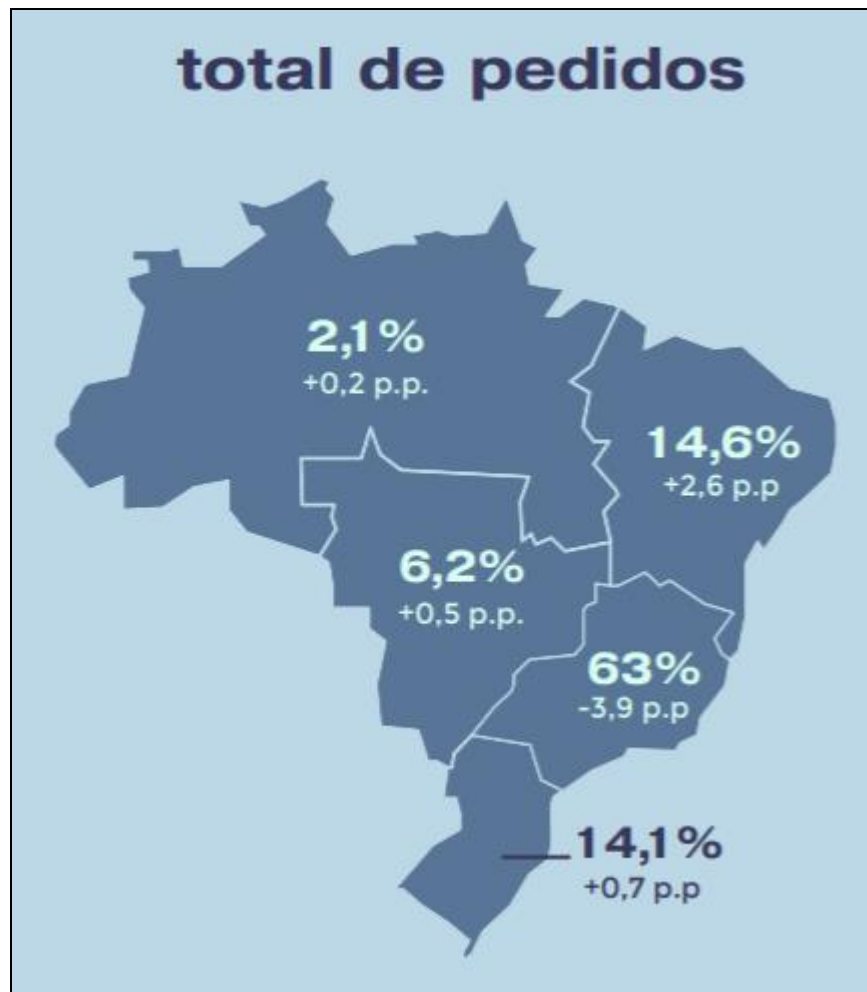 total de pedidos
2,1%
+0,2 p.p.
14,6%
+2,6 p.p
6,2%
+0,5 p.p.
63%
-3,9 p.p
14,1%
+0,7 p.p